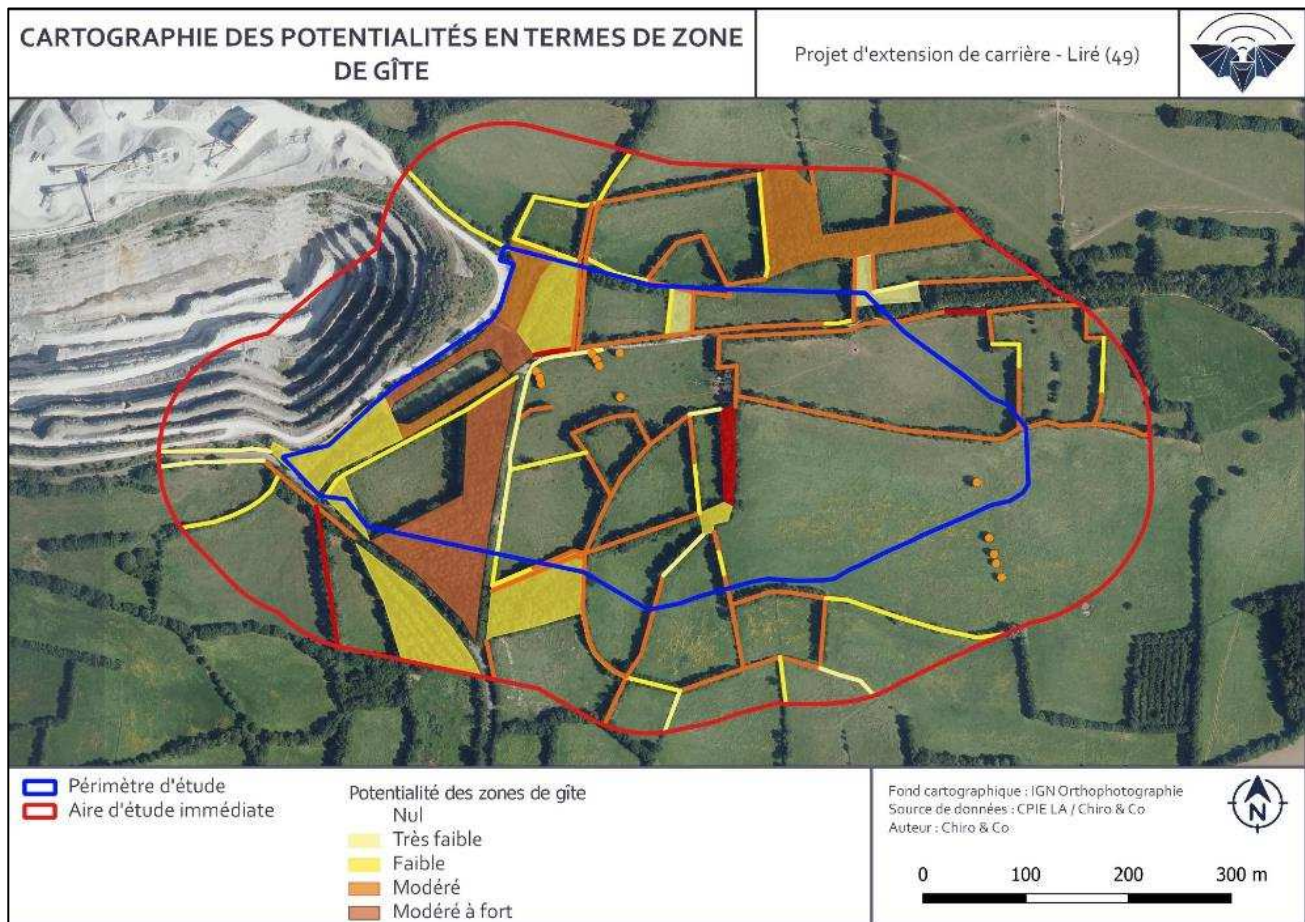 CARTOGRAPHIE DES POTENTIALITÉS EN TERMES DE ZONE
DE GÎTE
Projet d'extension de carrière - Liré (49)
Périmètre d'étude
Aire d'étude immédiate
Potentialité des zones de gîte
Nul
Très faible
Faible
Modéré
Modéré à fort
Fond cartographique : IGN Orthophotographie
Source de données : CPIE LA / Chiro & Co
Auteur : Chiro & Co
N
0 100 200 300 m